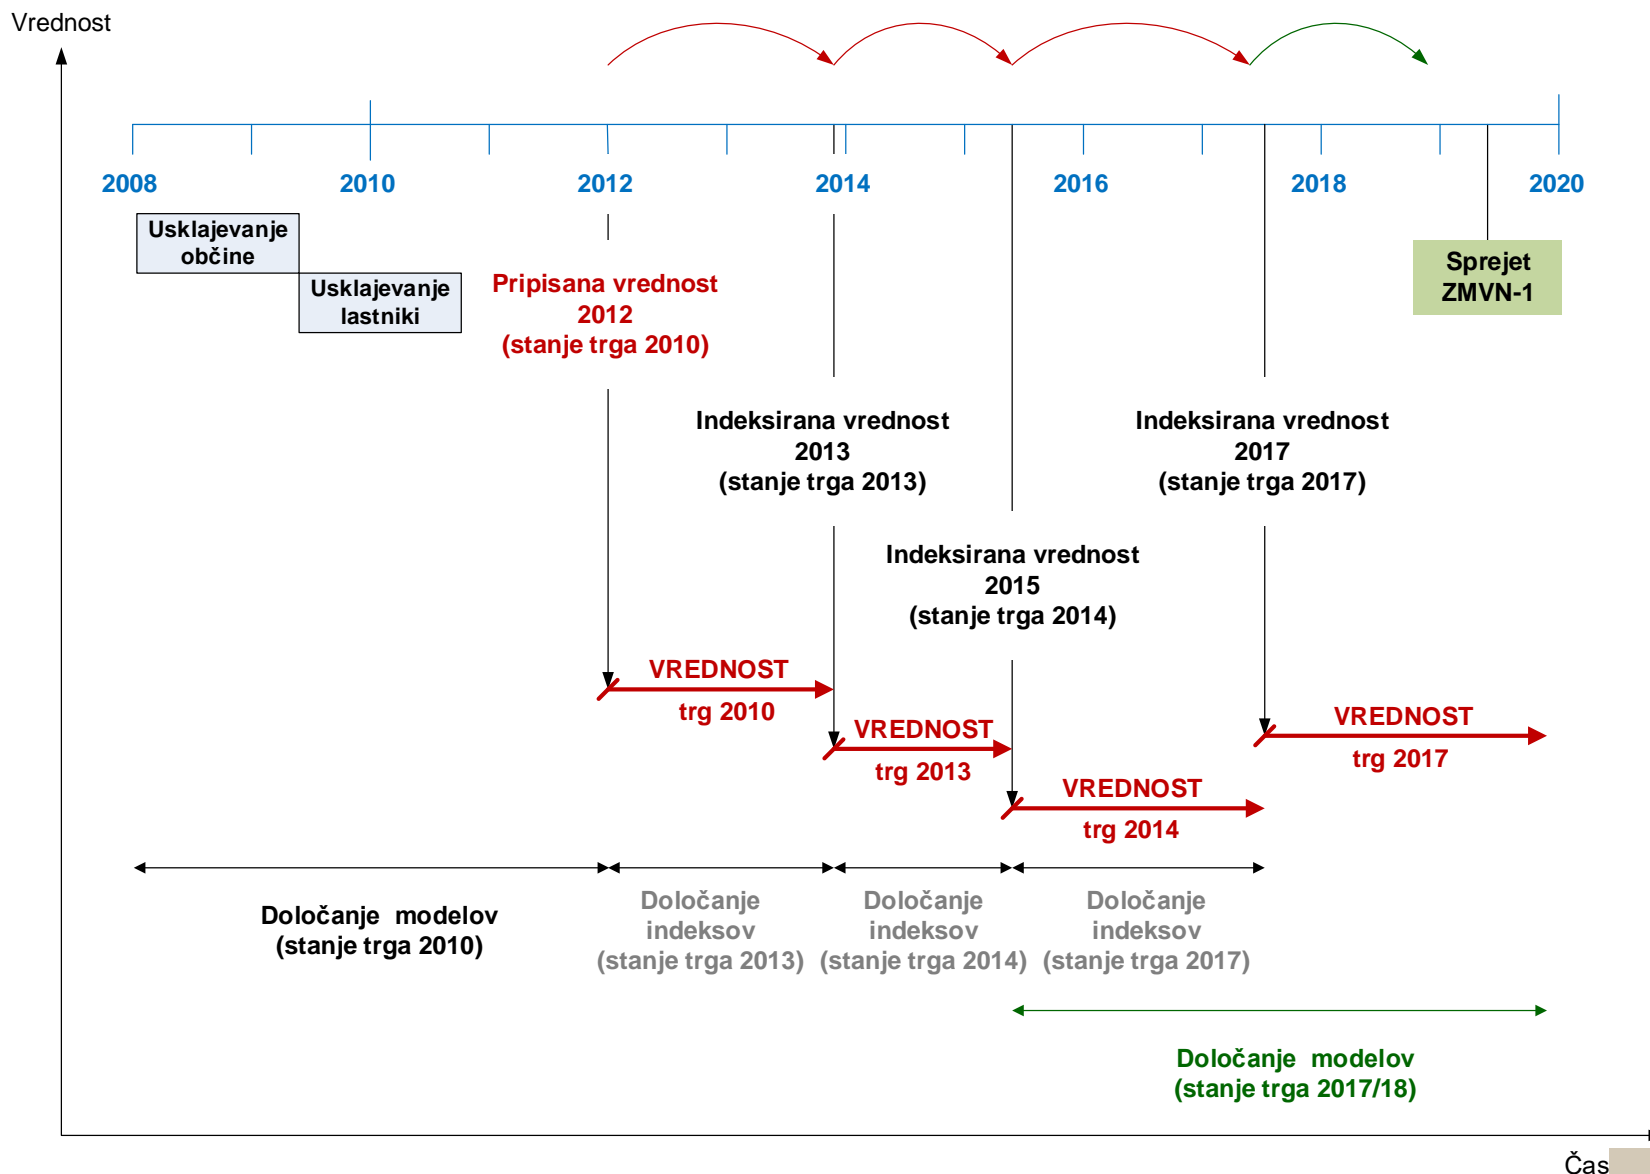 Vrednost
2008
2010
2012
2014
2016
2018
2020
Usklajevanje
občine
Usklajevanje
lastniki
Pripisana vrednost
2012
(stanje trga 2010)
Sprejet
ZMVN-1
Indeksirana vrednost
2013
(stanje trga 2013)
Indeksirana vrednost
2017
(stanje trga 2017)
Indeksirana vrednost
2015
(stanje trga 2014)
VREDNOST
trg 2010
VREDNOST
trg 2013
VREDNOST
trg 2014
VREDNOST
trg 2017
Določanje modelov
(stanje trga 2010)
Določanje
indeksov
(stanje trga 2013)
Določanje
indeksov
(stanje trga 2014)
Določanje
indeksov
(stanje trga 2017)
Določanje modelov
(stanje trga 2017/18)
Čas